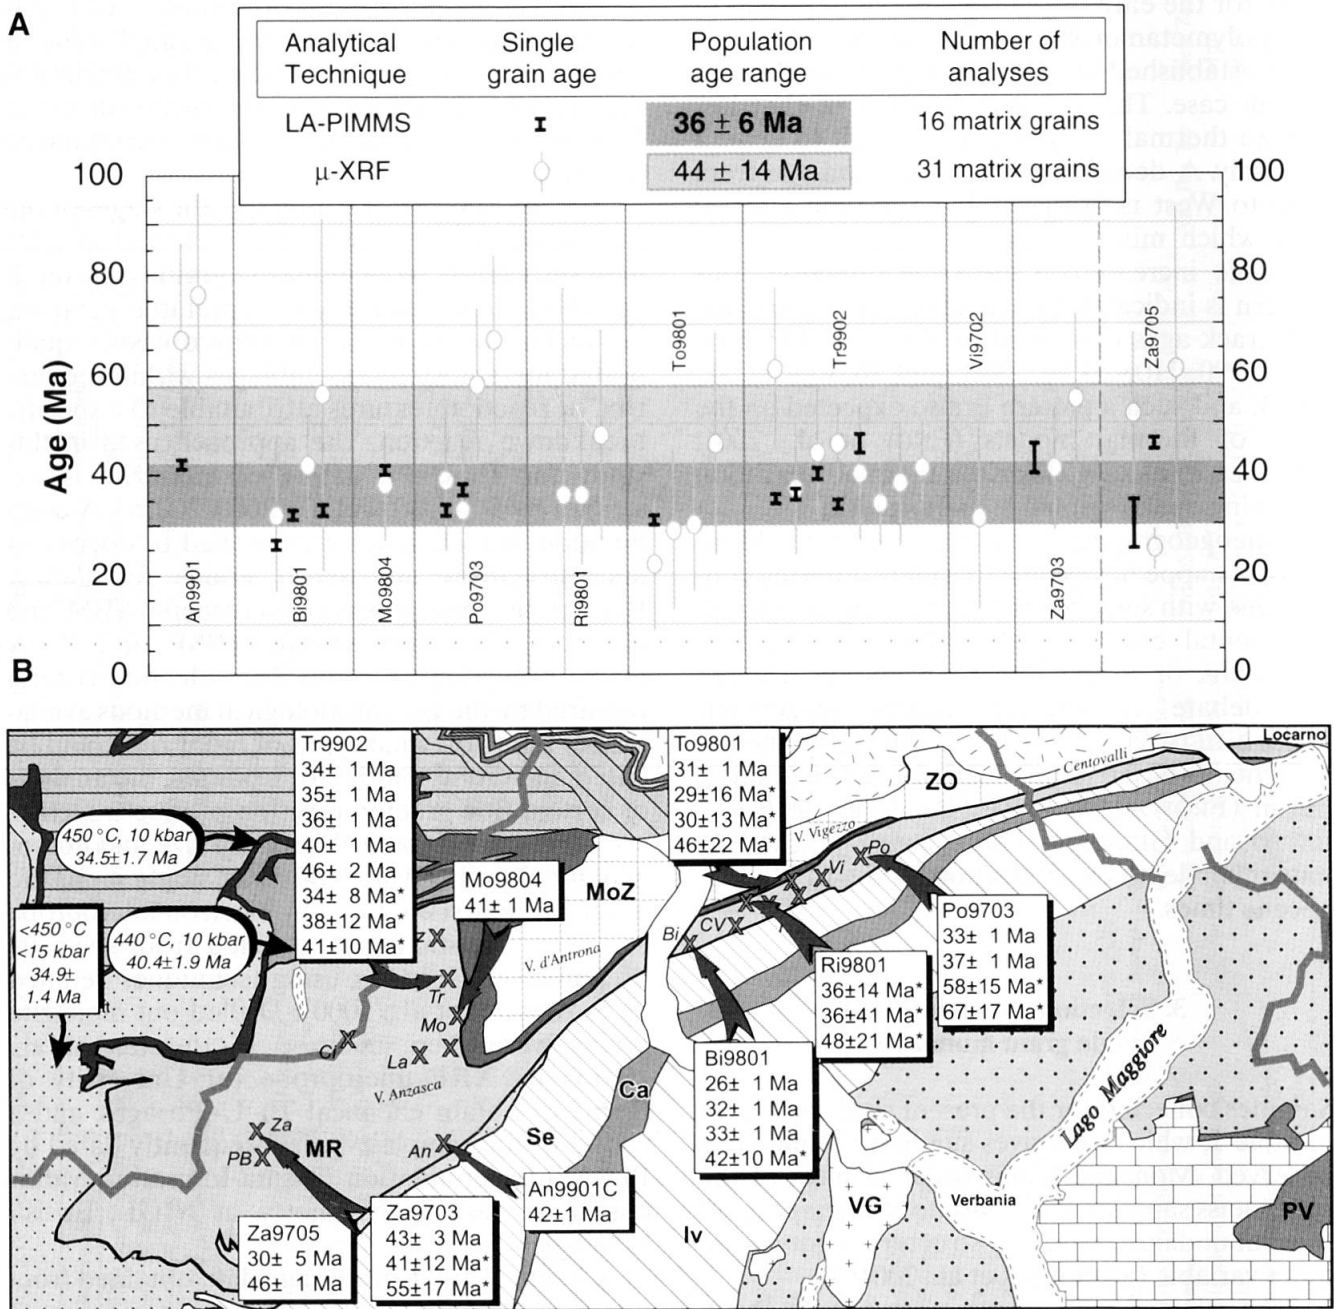 A
Analytical Technique
Single grain age
Population age range
Number of analyses
LA-PIMMS
36 ± 6 Ma
16 matrix grains
µ-XRF
44 ± 14 Ma
31 matrix grains
Age (Ma)
100
80
60
40
20
0
100
80
60
40
20
0
An9901
Bi9801
Mo9804
Po9703
Ri9801
To9801
Tr9902
Vi9702
Za9703
Za9705
B
Locarno
Centovalli
ZO
V. Vigezzo
Tr9902
34± 1 Ma
35± 1 Ma
36± 1 Ma
40± 1 Ma
46± 2 Ma
34± 8 Ma*
38±12 Ma*
41±10 Ma*
To9801
31± 1 Ma
29±16 Ma*
30±13 Ma*
46±22 Ma*
450 °C, 10 kbar
34.5±1.7 Ma
Mo9804
41± 1 Ma
MoZ
Po
Vi
CV
Bi
<450 °C
<15 kbar
34.9±
1.4 Ma
440 °C, 10 kbar
40.4±1.9 Ma
Po9703
33± 1 Ma
37± 1 Ma
58±15 Ma*
67±17 Ma*
Ri9801
36±14 Ma*
36±41 Ma*
48±21 Ma*
V. d'Antrona
Tr
Mo
La
V. Anzasca
Bi9801
26± 1 Ma
32± 1 Ma
33± 1 Ma
42±10 Ma*
Lago Maggiore
Ca
Za
PB
MR
An
Se
An9901C
42±1 Ma
Verbania
VG
Iv
PV
Za9705
30± 5 Ma
46± 1 Ma
Za9703
43± 3 Ma
41±12 Ma*
55±17 Ma*